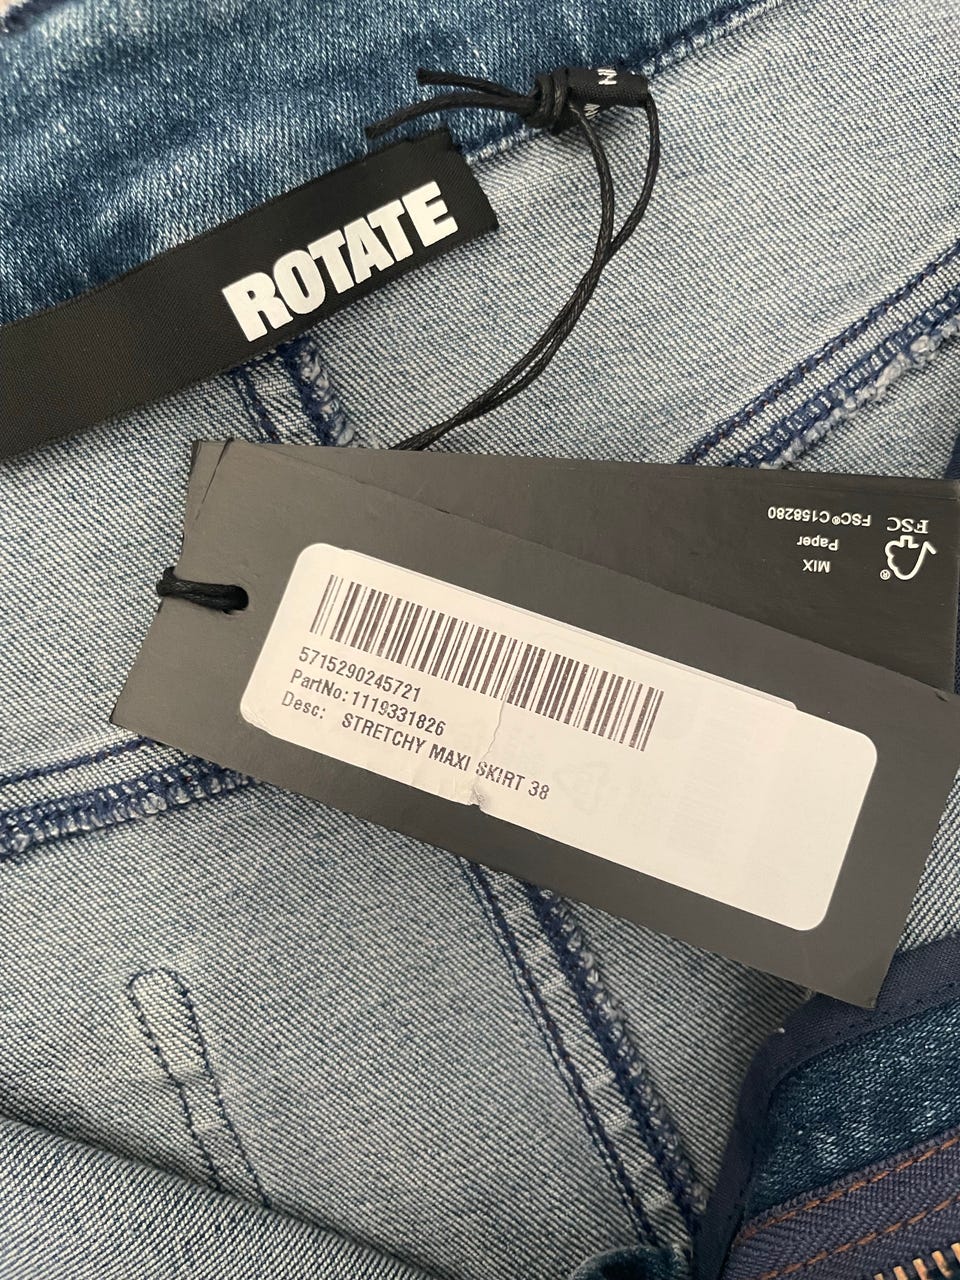 ROTATE
FSC
FSC® C158280
MIX
Paper
®
5715290245721
PartNo: 1119331826
Desc: STRETCHY MAXI SKIRT 38